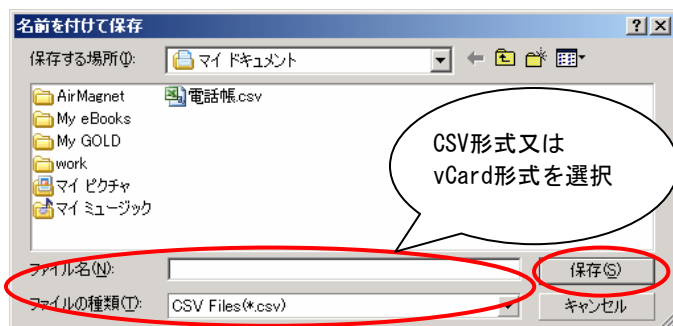 名前を付けて保存
保存する場所(I):
マイ ドキュメント
AirMagnet
My eBooks
My GOLD
work
マイ ピクチャ
マイ ミュージック
電話帳.csv
CSV形式又は
vCard形式を選択
ファイル名(N):
保存(S)
ファイルの種類(T):
CSV Files(*.csv)
キャンセル